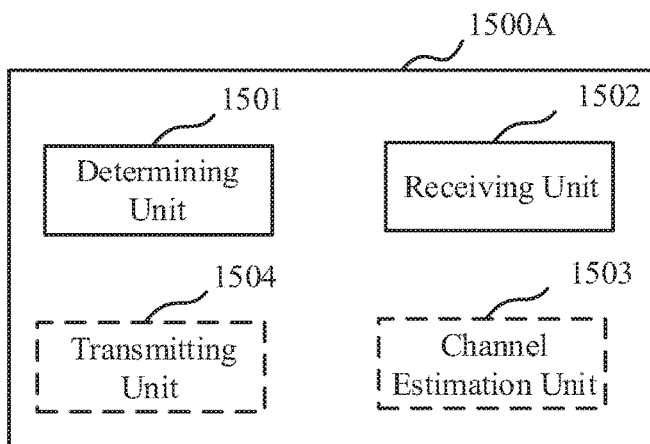 1500A
1501
1502
Determining
Unit
Receiving Unit
1504
1503
Transmitting
Unit
Channel
Estimation Unit